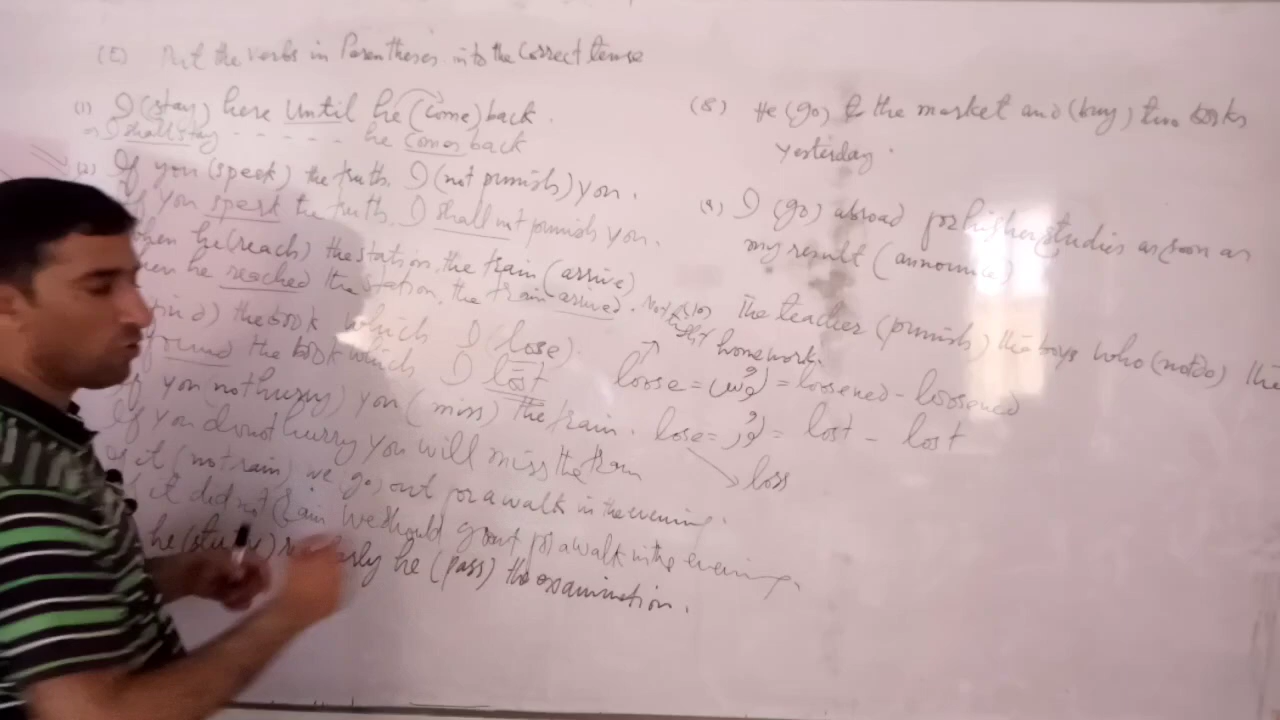 (E) Put the verbs in Parentheses into the Correct tense
(1) I (stay) here until he (come) back.
or I shall stay - - - - - he comes back
(2) If you (speak) the truth, I (not punish) you.
If you speak the truth, I shall not punish you.
When he (reach) the station, the train (arrive)
When he reached the station, the train arrived.
(find) the book which I (lose).
found the book which I lost
If you (not hurry) you (miss) the train.
If you do not hurry you will miss the train
If it (not rain) we (go) out for a walk in the evening.
If it did not rain we should go out for a walk in the evening.
he (study) regularly he (pass) the examination.
(8) He (go) to the market and (buy) two books
yesterday.
(9) I (go) abroad for higher studies as soon as
my result (announce)
(10) The teacher (punish) the boys who (not do) the
homework.
loose = = loosened - loosened
lose = = lost - lost
loss